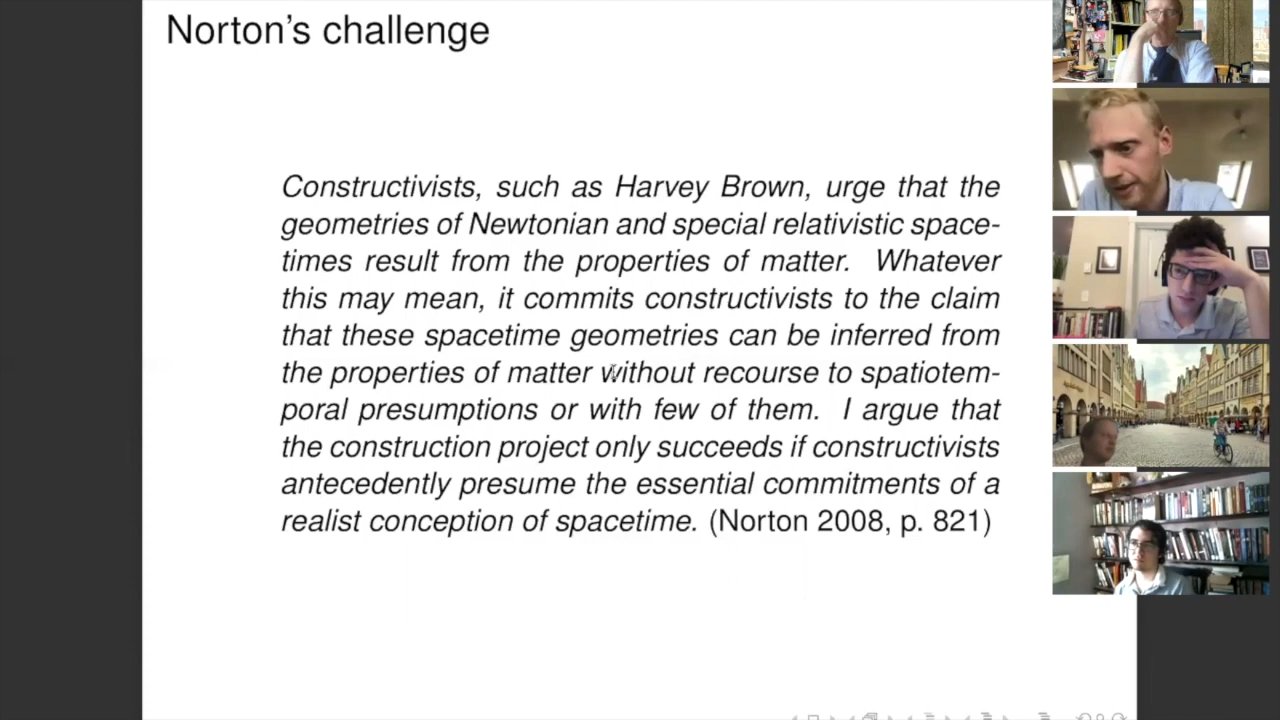 Norton's challenge
Constructivists, such as Harvey Brown, urge that the
geometries of Newtonian and special relativistic space-
times result from the properties of matter. Whatever
this may mean, it commits constructivists to the claim
that these spacetime geometries can be inferred from
the properties of matter without recourse to spatiotem-
poral presumptions or with few of them. I argue that
the construction project only succeeds if constructivists
antecedently presume the essential commitments of a
realist conception of spacetime. (Norton 2008, p. 821)